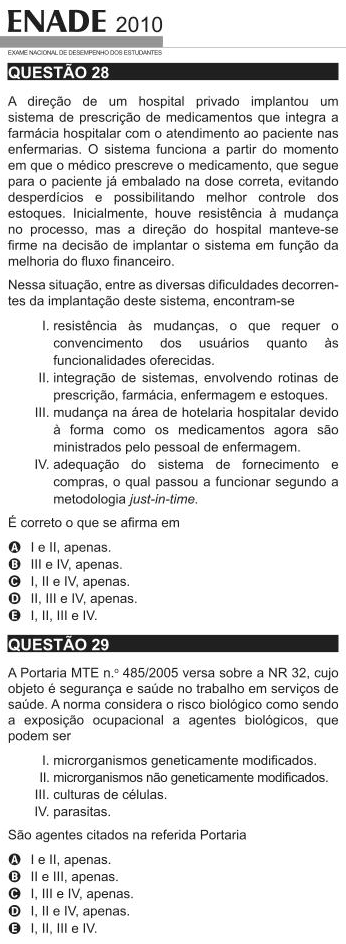 ENADE 2010
EXAME NACIONAL DE DESEMPENHO DOS ESTUDANTES
QUESTÃO 28
A direção de um hospital privado implantou um
sistema de prescrição de medicamentos que integra a
farmácia hospitalar com o atendimento ao paciente nas
enfermarias. O sistema funciona a partir do momento
em que o médico prescreve o medicamento, que segue
para o paciente já embalado na dose correta, evitando
desperdícios e possibilitando melhor controle dos
estoques. Inicialmente, houve resistência à mudança
no processo, mas a direção do hospital manteve-se
firme na decisão de implantar o sistema em função da
melhoria do fluxo financeiro.
Nessa situação, entre as diversas dificuldades decorren-
tes da implantação deste sistema, encontram-se
I. resistência às mudanças, o que requer o
convencimento dos usuários quanto às
funcionalidades oferecidas.
II. integração de sistemas, envolvendo rotinas de
prescrição, farmácia, enfermagem e estoques.
III. mudança na área de hotelaria hospitalar devido
à forma como os medicamentos agora são
ministrados pelo pessoal de enfermagem.
IV. adequação do sistema de fornecimento e
compras, o qual passou a funcionar segundo a
metodologia just-in-time.
É correto o que se afirma em
A I e II, apenas.
B III e IV, apenas.
C I, II e IV, apenas.
D II, III e IV, apenas.
E I, II, III e IV.
QUESTÃO 29
A Portaria MTE n.º 485/2005 versa sobre a NR 32, cujo
objeto é segurança e saúde no trabalho em serviços de
saúde. A norma considera o risco biológico como sendo
a exposição ocupacional a agentes biológicos, que
podem ser
I. microrganismos geneticamente modificados.
II. microrganismos não geneticamente modificados.
III. culturas de células.
IV. parasitas.
São agentes citados na referida Portaria
A I e II, apenas.
B II e III, apenas.
C I, III e IV, apenas.
D I, II e IV, apenas.
E I, II, III e IV.